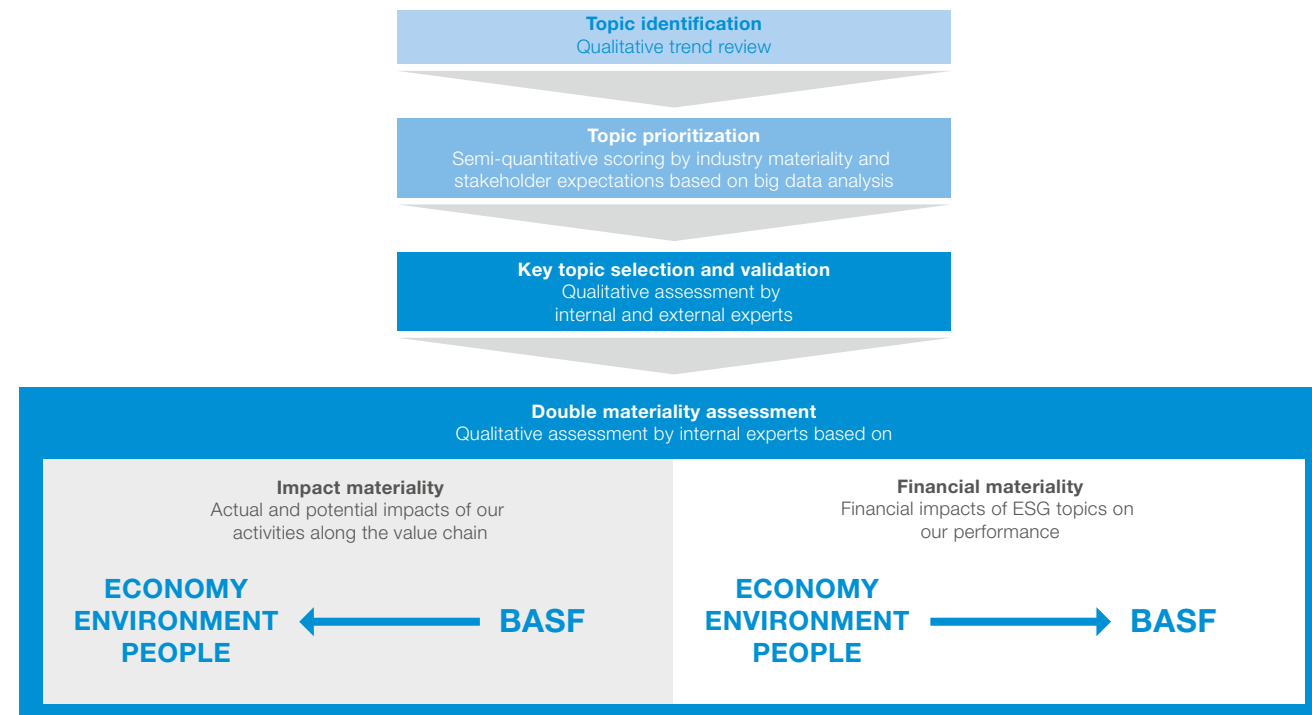 Topic identification
Qualitative trend review
Topic prioritization
Semi-quantitative scoring by industry materiality and
stakeholder expectations based on big data analysis
Key topic selection and validation
Qualitative assessment by
internal and external experts
Double materiality assessment
Qualitative assessment by internal experts based on
Impact materiality
Actual and potential impacts of our
activities along the value chain
ECONOMY
ENVIRONMENT
PEOPLE
BASF
Financial materiality
Financial impacts of ESG topics on
our performance
ECONOMY
ENVIRONMENT
PEOPLE
BASF